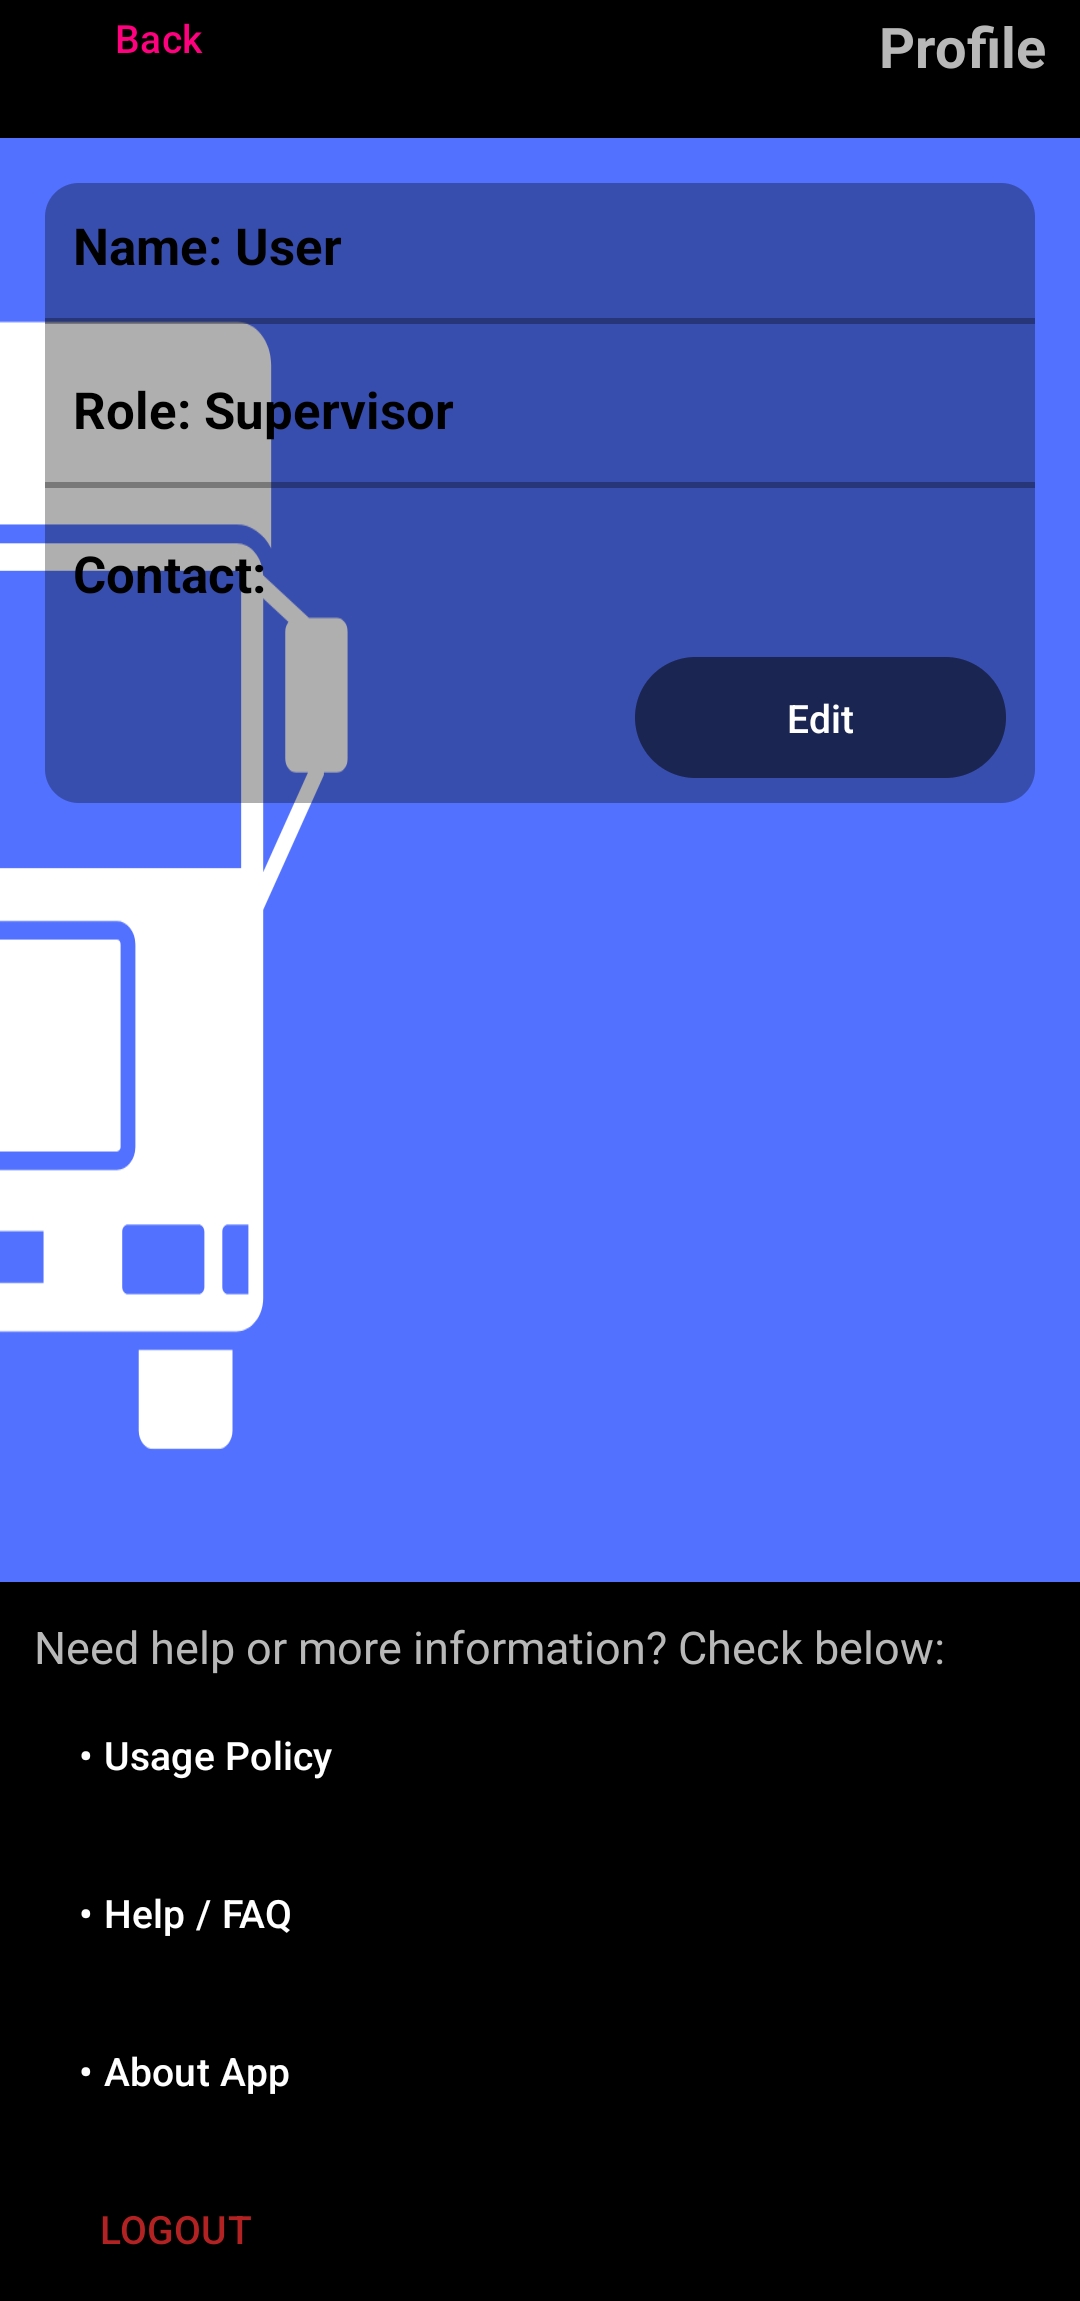 Back
Profile
Name: User
Role: Supervisor
Contact:
Edit
Need help or more information? Check below:
• Usage Policy
• Help / FAQ
• About App
LOGOUT